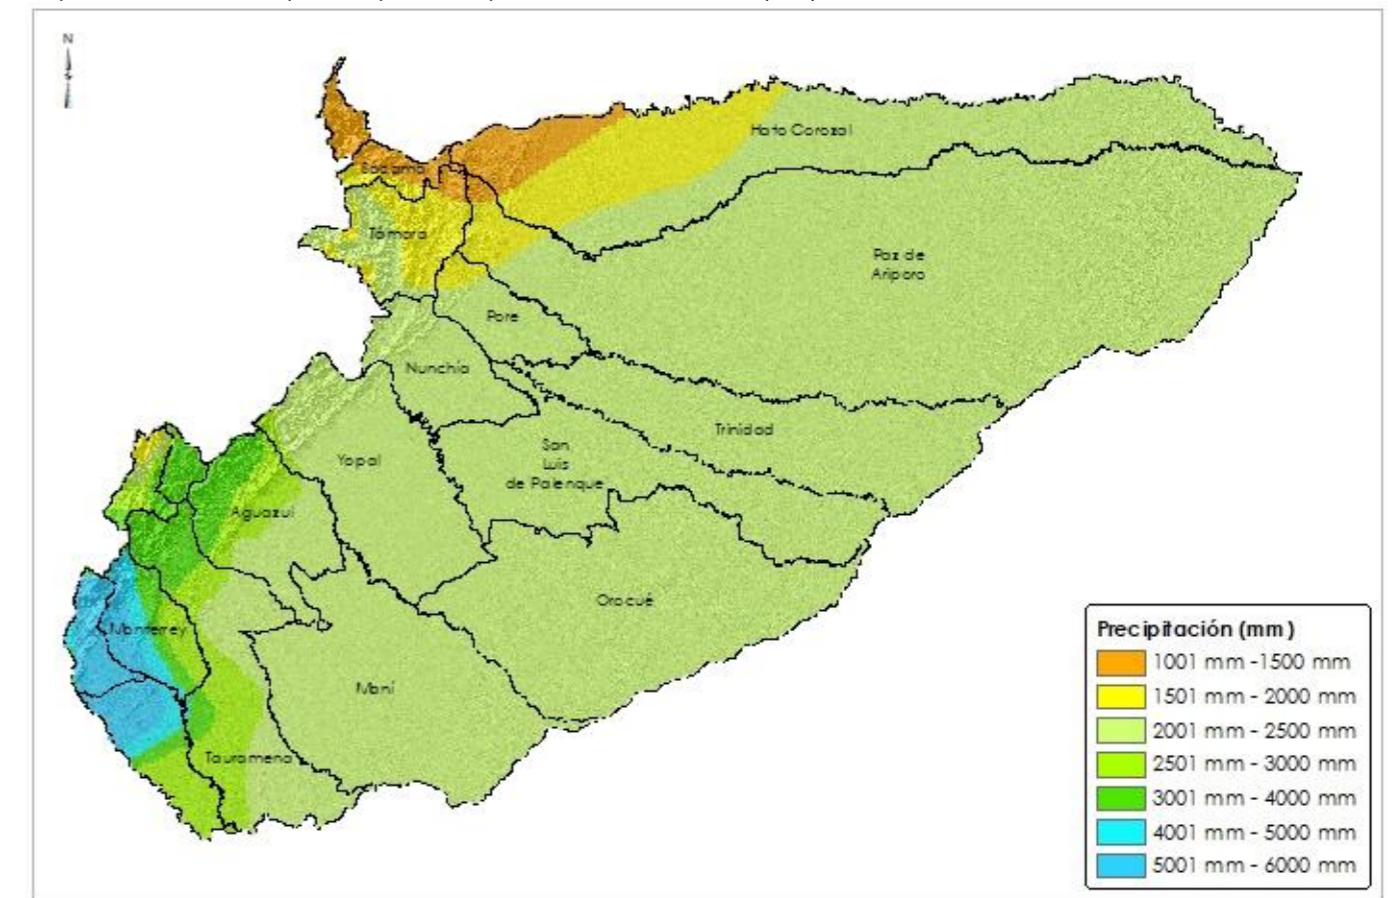 N
Hato Corozal
Sácama
Támara
Paz de
Ariporo
Pore
Nunchía
Trinidad
San
Luis
de Palenque
Yopal
Aguazul
Orocué
Monterrey
Maní
Tauramena
Precipitación (mm)
1001 mm -1500 mm
1501 mm - 2000 mm
2001 mm - 2500 mm
2501 mm - 3000 mm
3001 mm - 4000 mm
4001 mm - 5000 mm
5001 mm - 6000 mm